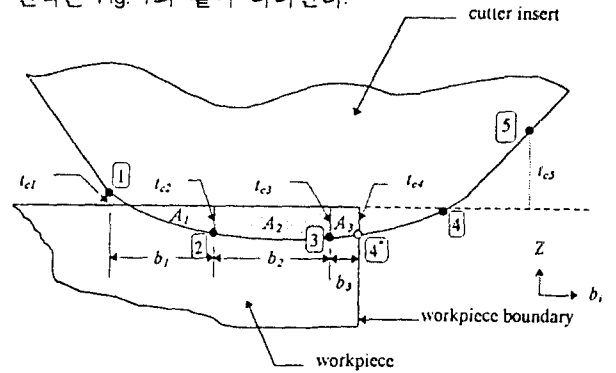 cutter insert
5
1
t_c1
t_c2
t_c3
t_c4
t_c5
A_1
A_2
A_3
2
3
4*
4
b_1
b_2
b_3
Z
workpiece boundary
workpiece